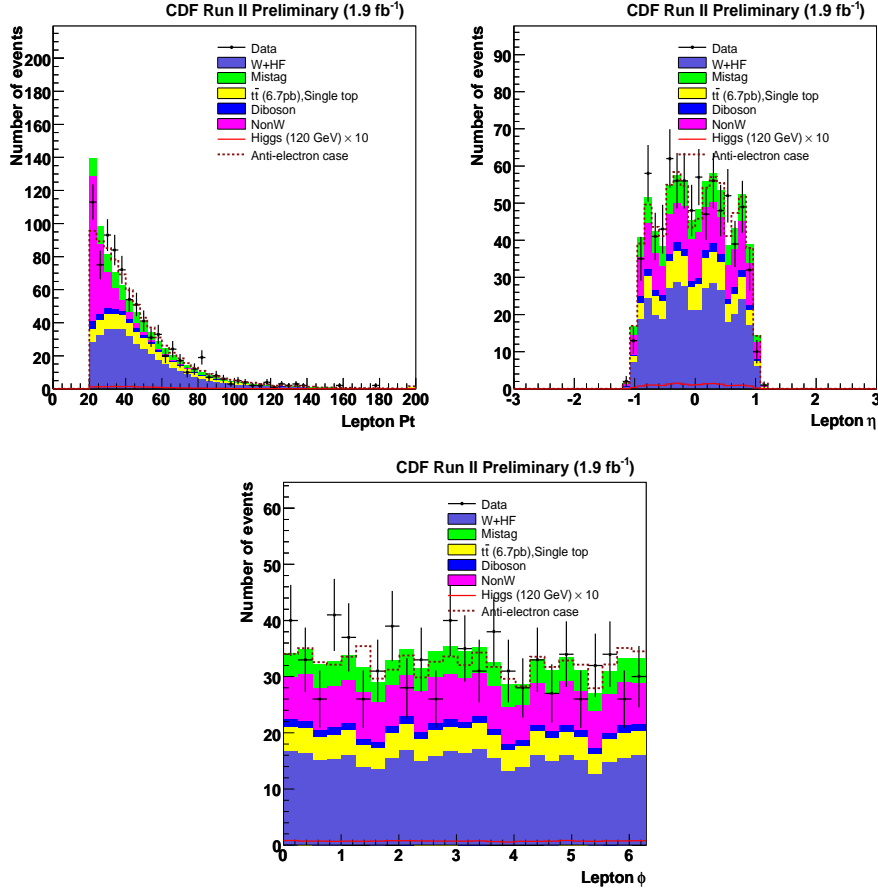 CDF Run II Preliminary (1.9 fb⁻¹)
Number of events
200
180
160
140
120
100
80
60
40
20
0
Data
W+HF
Mistag
tt̄ (6.7pb),Single top
Diboson
NonW
Higgs (120 GeV) × 10
Anti-electron case
0 20 40 60 80 100 120 140 160 180 200
Lepton Pt
CDF Run II Preliminary (1.9 fb⁻¹)
Number of events
90
80
70
60
50
40
30
20
10
0
Data
W+HF
Mistag
tt̄ (6.7pb),Single top
Diboson
NonW
Higgs (120 GeV) × 10
Anti-electron case
-3 -2 -1 0 1 2 3
Lepton η
CDF Run II Preliminary (1.9 fb⁻¹)
Number of events
60
50
40
30
20
10
0
Data
W+HF
Mistag
tt̄ (6.7pb),Single top
Diboson
NonW
Higgs (120 GeV) × 10
Anti-electron case
0 1 2 3 4 5 6
Lepton ϕ